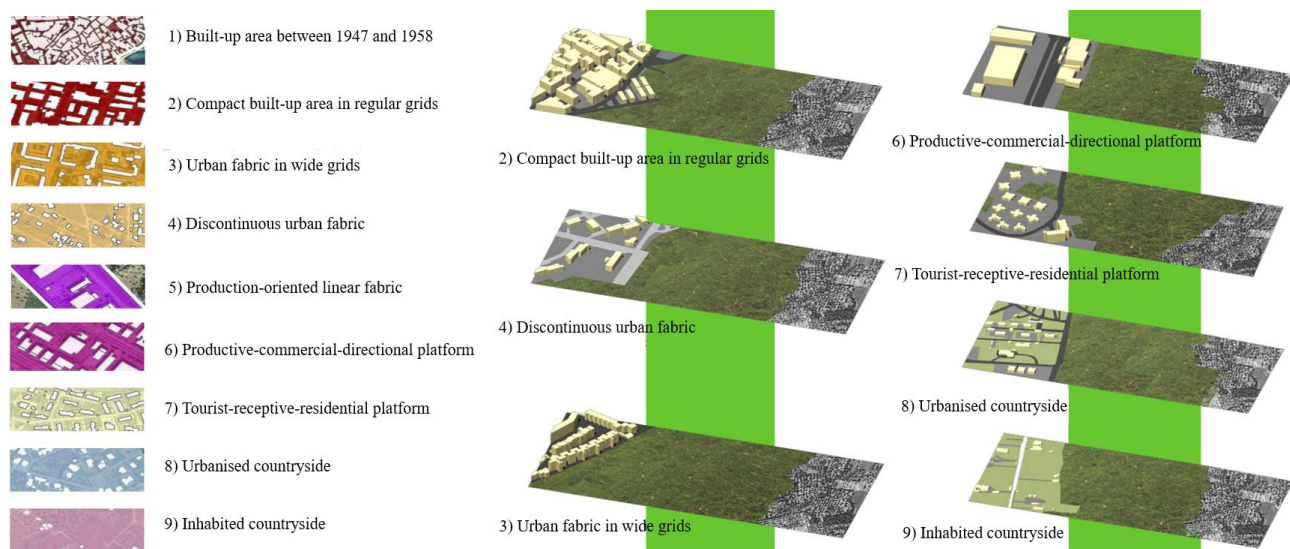 1) Built-up area between 1947 and 1958
2) Compact built-up area in regular grids
3) Urban fabric in wide grids
4) Discontinuous urban fabric
5) Production-oriented linear fabric
6) Productive-commercial-directional platform
7) Tourist-receptive-residential platform
8) Urbanised countryside
9) Inhabited countryside
2) Compact built-up area in regular grids
4) Discontinuous urban fabric
3) Urban fabric in wide grids
6) Productive-commercial-directional platform
7) Tourist-receptive-residential platform
8) Urbanised countryside
9) Inhabited countryside